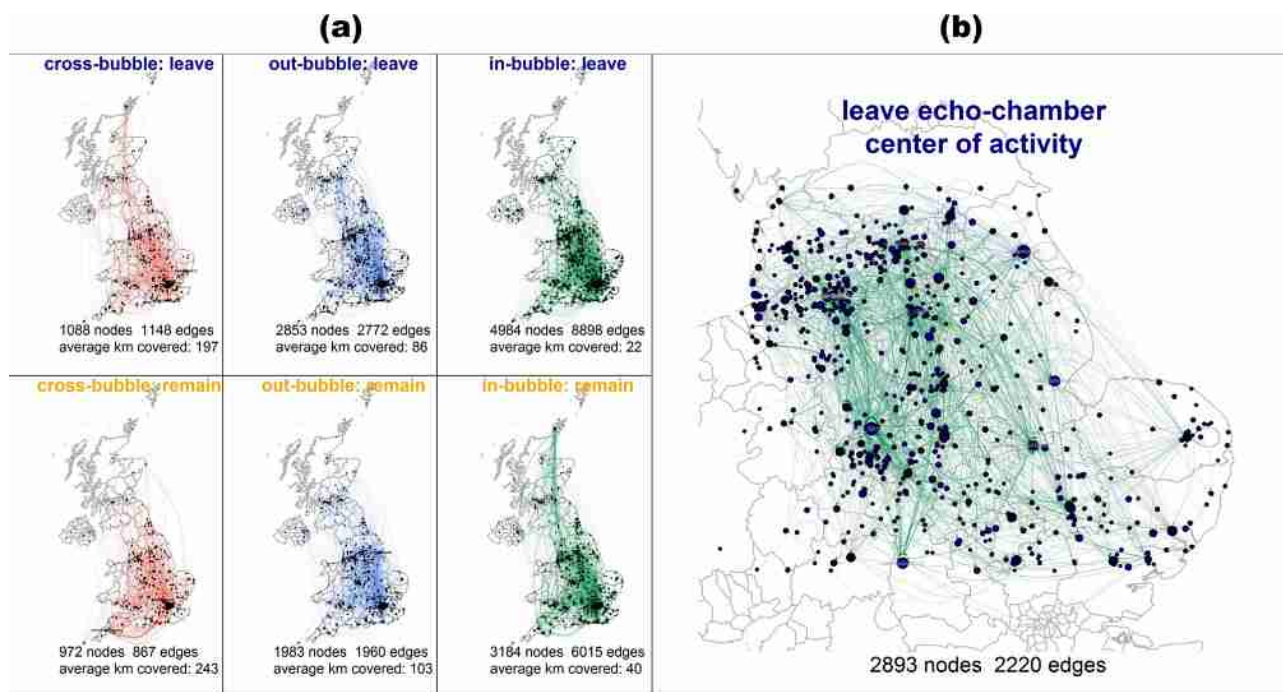 (a)
(b)
cross-bubble: leave
out-bubble: leave
in-bubble: leave
1088 nodes 1148 edges
average km covered: 197
2853 nodes 2772 edges
average km covered: 86
4984 nodes 8898 edges
average km covered: 22
cross-bubble: remain
out-bubble: remain
in-bubble: remain
972 nodes 867 edges
average km covered: 243
1983 nodes 1960 edges
average km covered: 103
3184 nodes 6015 edges
average km covered: 40
leave echo-chamber
center of activity
2893 nodes 2220 edges